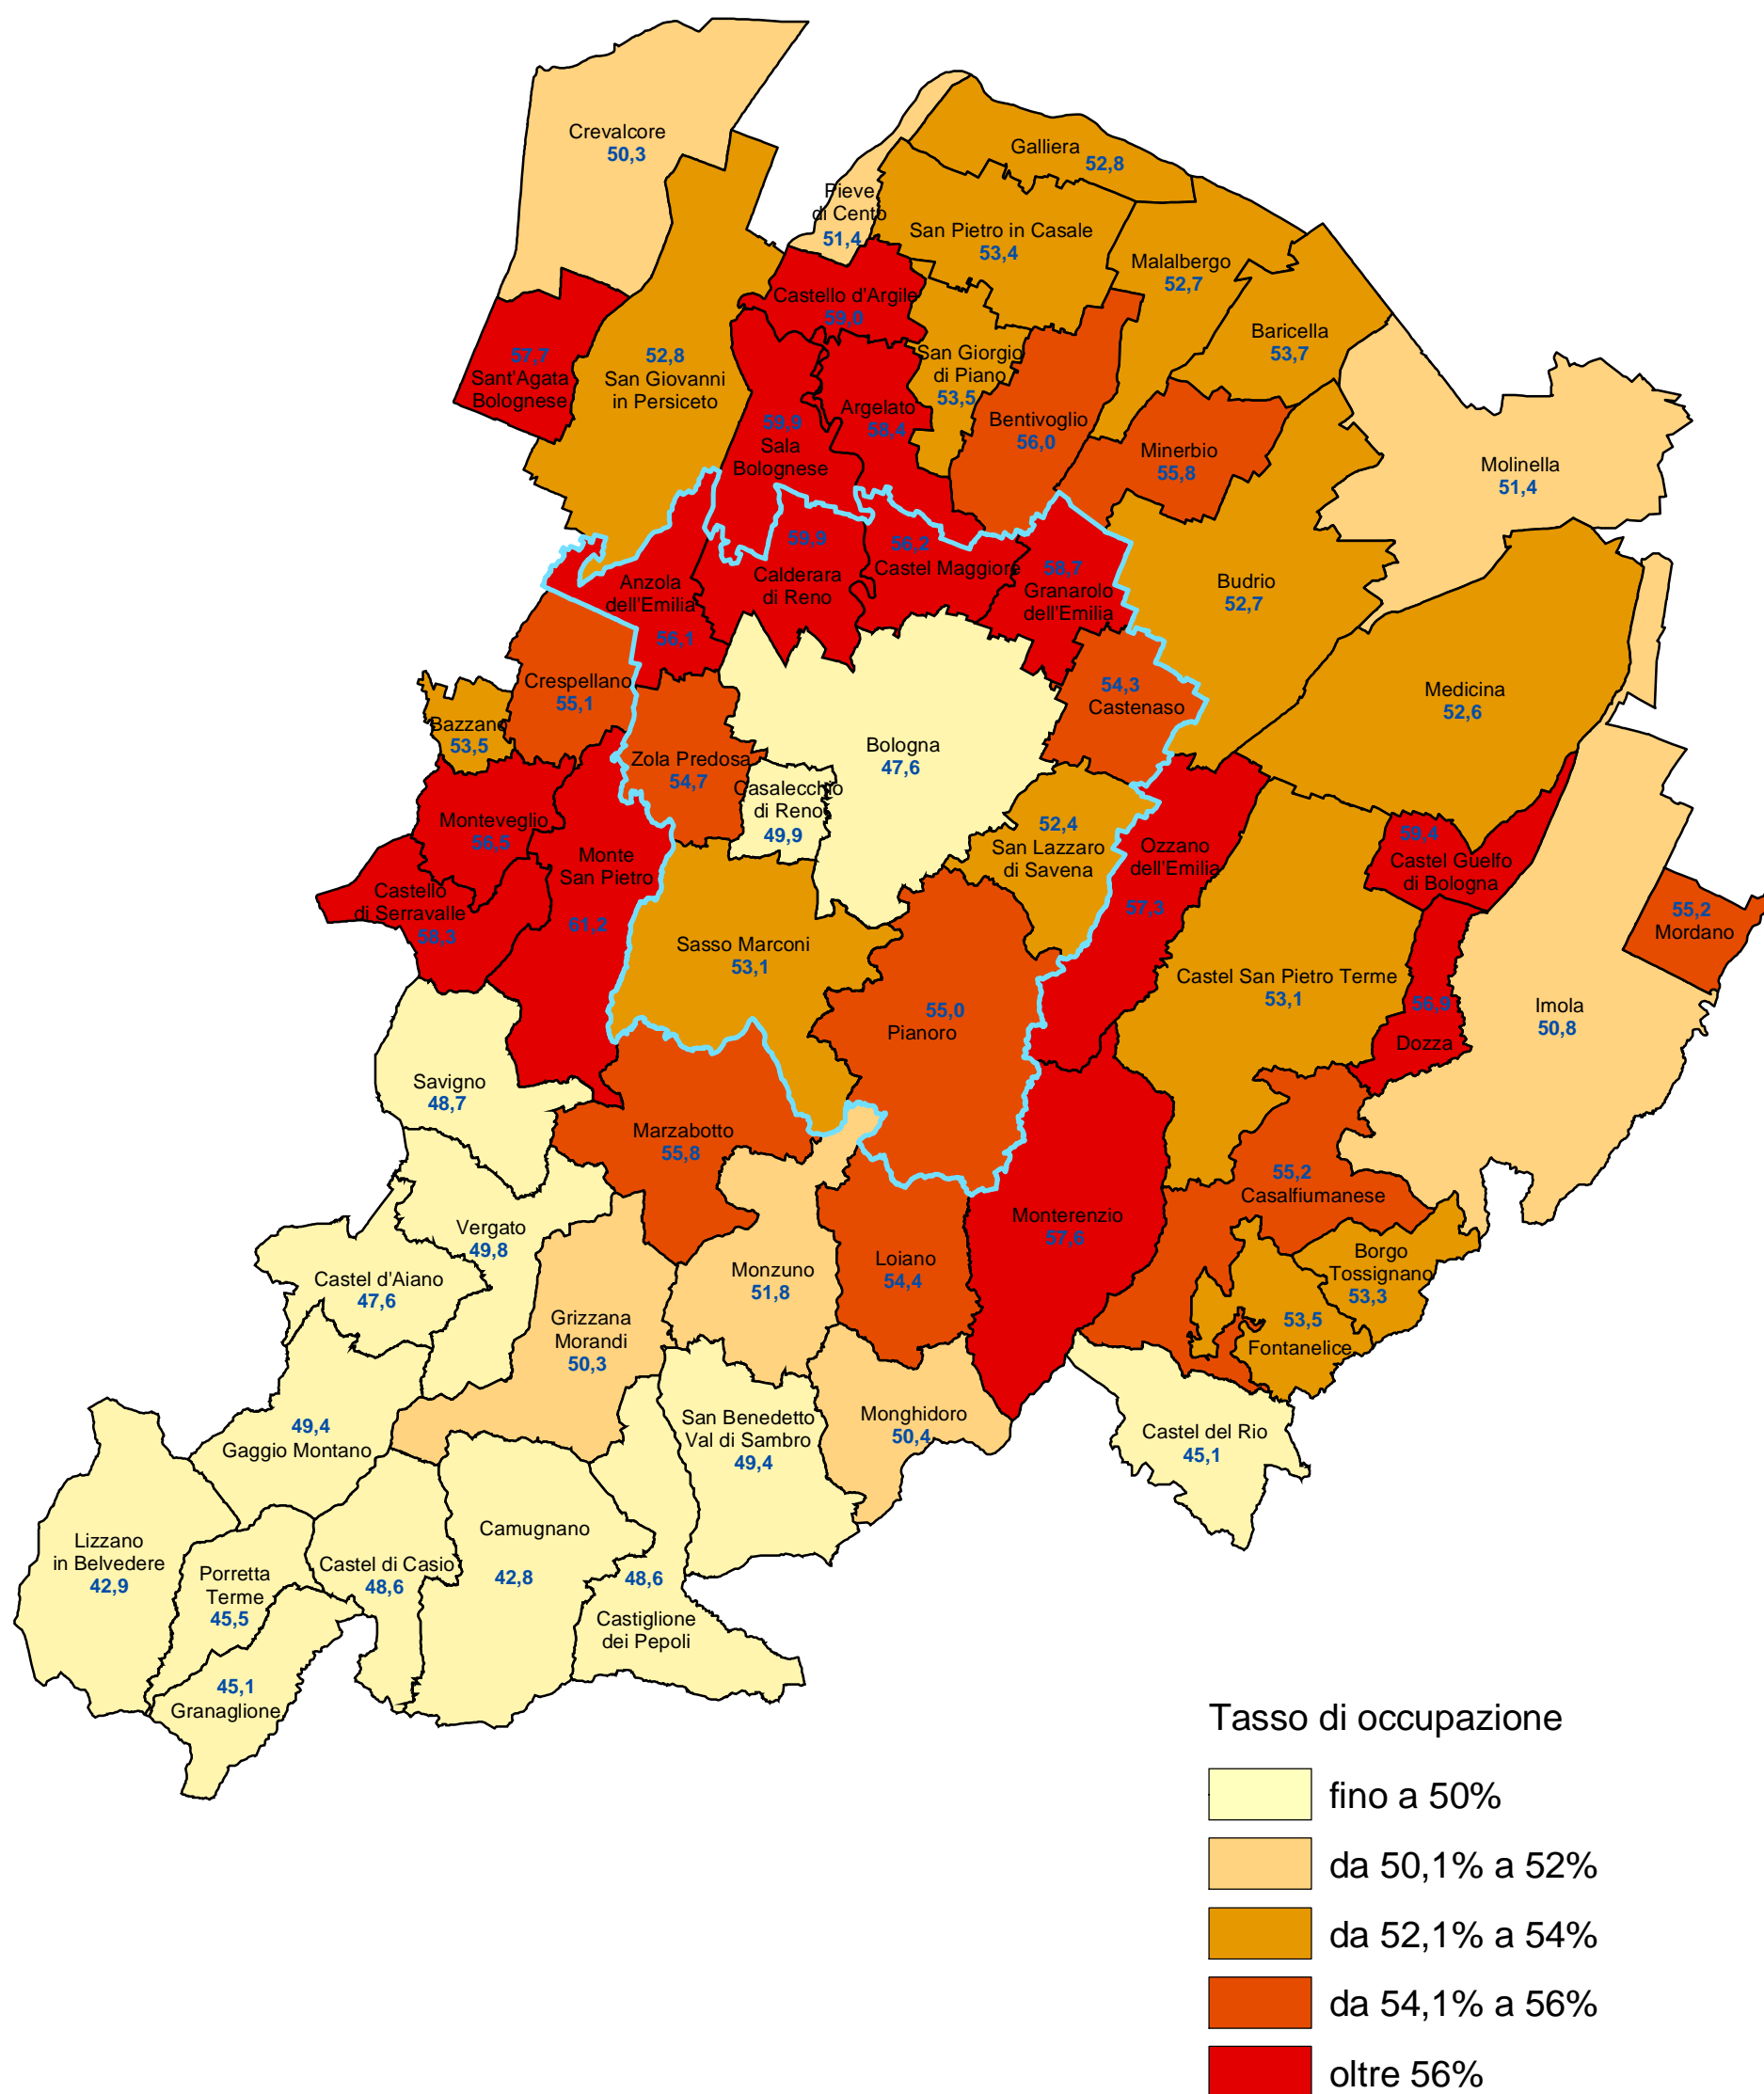 Crevalcore
50,3
Galliera
52,8
Pieve
di Cento
51,4
San Pietro in Casale
53,4
Malalbergo
52,7
Castello d'Argile
59,0
Baricella
53,7
57,7
Sant'Agata
Bolognese
52,8
San Giovanni
in Persiceto
San Giorgio
di Piano
53,5
Argelato
58,4
Bentivoglio
56,0
59,9
Sala
Bolognese
Minerbio
55,8
Molinella
51,4
59,9
Calderara
di Reno
56,2
Castel Maggiore
58,7
Granarolo
dell'Emilia
Anzola
dell'Emilia
56,1
Budrio
52,7
Crespellano
55,1
54,3
Castenaso
Medicina
52,6
Bazzano
53,5
Zola Predosa
54,7
Bologna
47,6
Casalecchio
di Reno
49,9
Monteveglio
56,5
Monte
San Pietro
61,2
52,4
San Lazzaro
di Savena
Ozzano
dell'Emilia
57,3
59,4
Castel Guelfo
di Bologna
Castello
di Serravalle
58,3
55,2
Mordano
Sasso Marconi
53,1
Castel San Pietro Terme
53,1
55,0
Pianoro
56,9
Dozza
Imola
50,8
Savigno
48,7
Marzabotto
55,8
55,2
Casalfiumanese
Vergato
49,8
Monterenzio
57,6
Castel d'Aiano
47,6
Monzuno
51,8
Loiano
54,4
Borgo
Tossignano
53,3
Grizzana
Morandi
50,3
53,5
Fontanelice
49,4
Gaggio Montano
San Benedetto
Val di Sambro
49,4
Monghidoro
50,4
Castel del Rio
45,1
Lizzano
in Belvedere
42,9
Porretta
Terme
45,5
Castel di Casio
48,6
Camugnano
42,8
48,6
Castiglione
dei Pepoli
45,1
Granaglione
Tasso di occupazione
fino a 50%
da 50,1% a 52%
da 52,1% a 54%
da 54,1% a 56%
oltre 56%